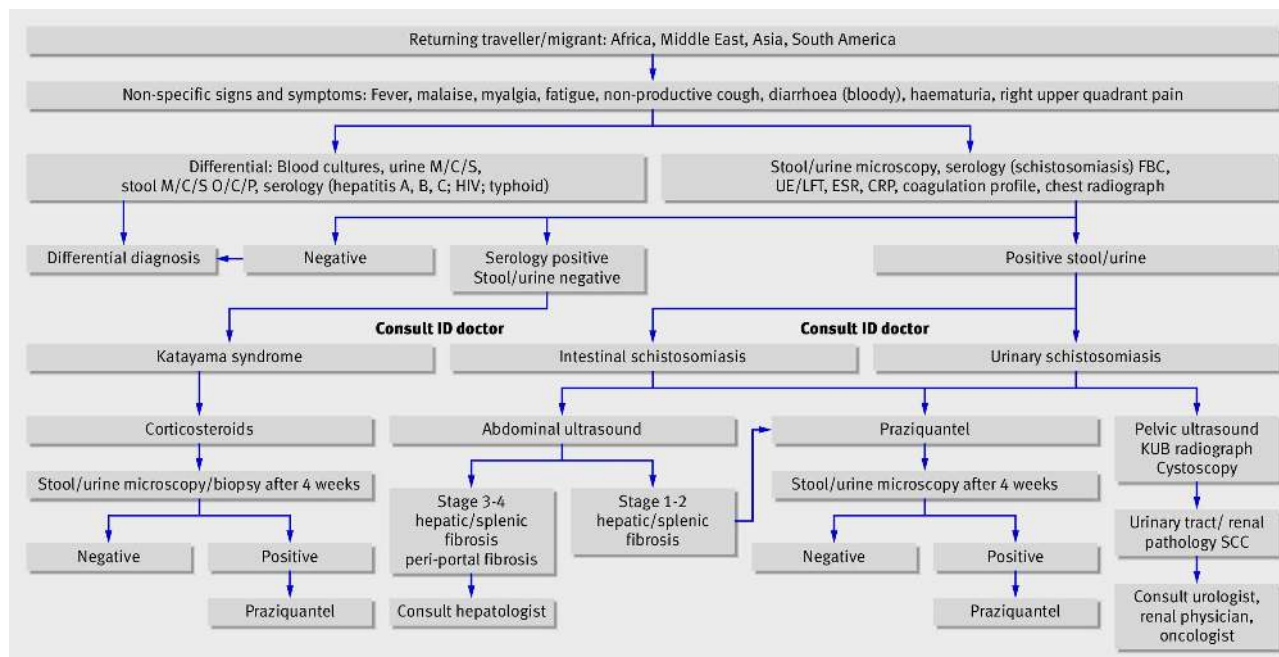 Returning traveller/migrant: Africa, Middle East, Asia, South America
Non-specific signs and symptoms: Fever, malaise, myalgia, fatigue, non-productive cough, diarrhoea (bloody), haematuria, right upper quadrant pain
Differential: Blood cultures, urine M/C/S,
stool M/C/S O/C/P, serology (hepatitis A, B, C; HIV; typhoid)
Stool/urine microscopy, serology (schistosomiasis) FBC,
UE/LFT, ESR, CRP, coagulation profile, chest radiograph
Differential diagnosis
Negative
Serology positive
Stool/urine negative
Positive stool/urine
Consult ID doctor
Consult ID doctor
Katayama syndrome
Intestinal schistosomiasis
Urinary schistosomiasis
Corticosteroids
Abdominal ultrasound
Praziquantel
Pelvic ultrasound
KUB radiograph
Cystoscopy
Stool/urine microscopy/biopsy after 4 weeks
Stage 3-4
hepatic/splenic
fibrosis
peri-portal fibrosis
Stage 1-2
hepatic/splenic
fibrosis
Stool/urine microscopy after 4 weeks
Urinary tract/ renal
pathology SCC
Negative
Positive
Negative
Positive
Praziquantel
Consult hepatologist
Praziquantel
Consult urologist,
renal physician,
oncologist